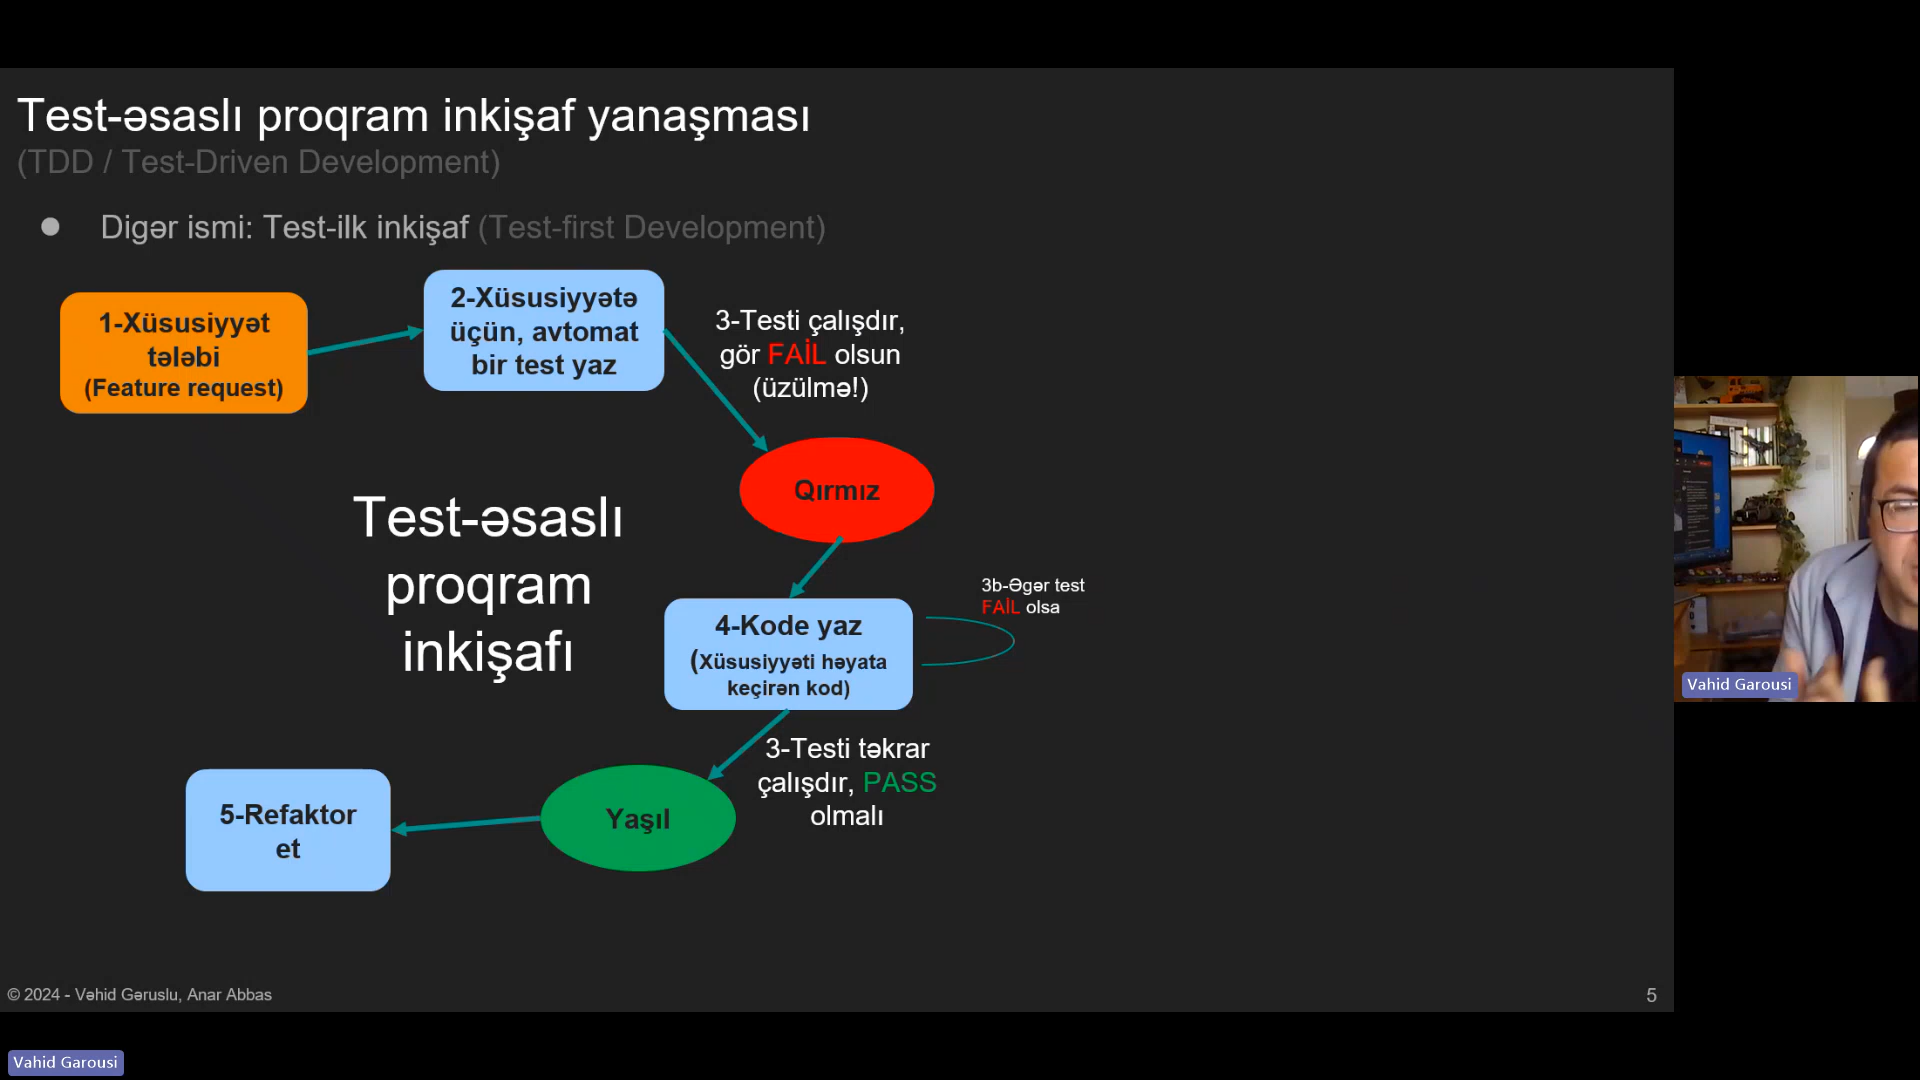 Test-əsaslı proqram inkişaf yanaşması
(TDD / Test-Driven Development)
● Digər ismi: Test-ilk inkişaf (Test-first Development)
1-Xüsusiyyət
tələbi
(Feature request)
2-Xüsusiyyətə
üçün, avtomat
bir test yaz
3-Testi çalışdır,
gör FAİL olsun
(üzülmə!)
Qırmız
Test-əsaslı
proqram
inkişafı
3b-Əgər test
FAİL olsa
4-Kode yaz
(Xüsusiyyəti həyata
keçirən kod)
3-Testi təkrar
çalışdır, PASS
olmalı
Yaşıl
5-Refaktor
et
© 2024 - Vəhid Gəruslu, Anar Abbas
5
Vahid Garousi
Vahid Garousi